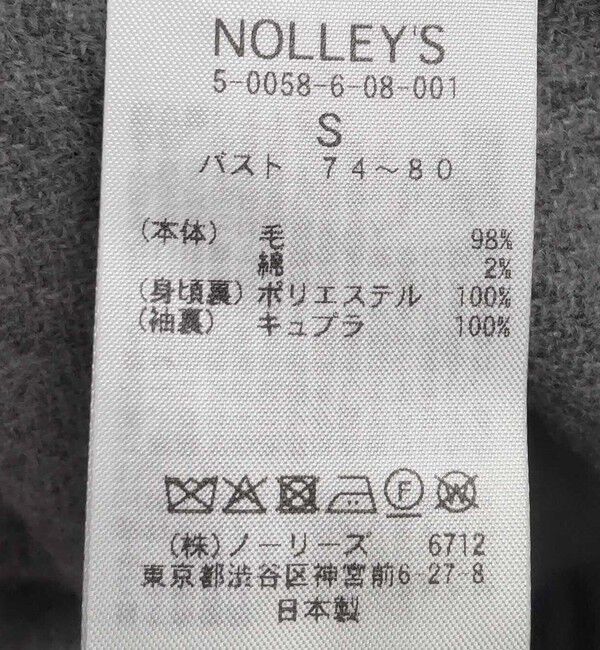 NOLLEY'S
5-0058-6-08-001
S
バスト 74～80
(本体) 毛 98%
綿 2%
(身頃裏) ポリエステル 100%
(袖裏) キュプラ 100%
F W
(株)ノーリーズ 6712
東京都渋谷区神宮前6-27-8
日本製